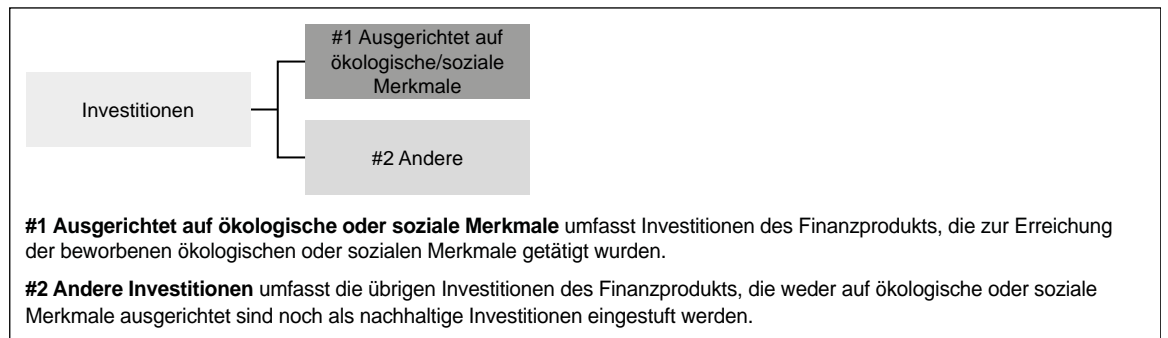 #1 Ausgerichtet auf
ökologische/soziale
Merkmale
Investitionen
#2 Andere
#1 Ausgerichtet auf ökologische oder soziale Merkmale umfasst Investitionen des Finanzprodukts, die zur Erreichung
der beworbenen ökologischen oder sozialen Merkmale getätigt wurden.
#2 Andere Investitionen umfasst die übrigen Investitionen des Finanzprodukts, die weder auf ökologische oder soziale
Merkmale ausgerichtet sind noch als nachhaltige Investitionen eingestuft werden.